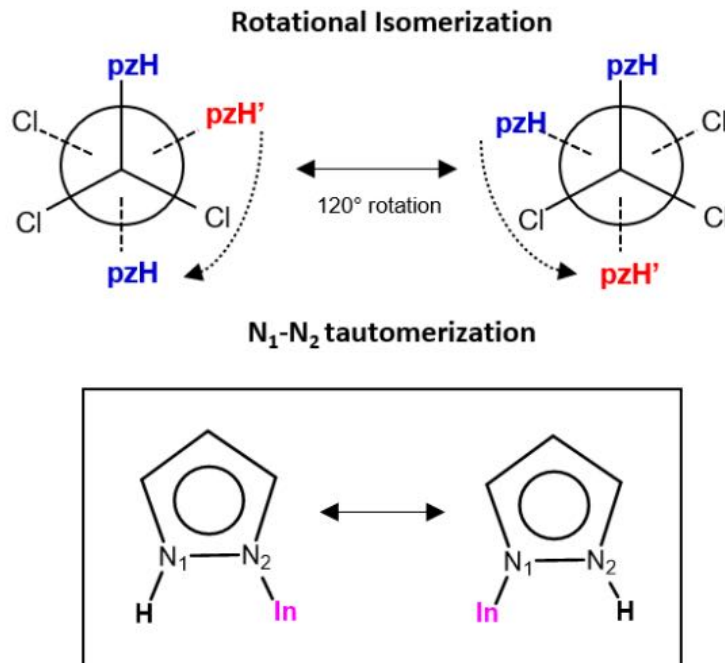 Rotational Isomerization
pzH
pzH
Cl
pzH'
pzH
Cl
Cl
Cl
120° rotation
Cl
Cl
pzH
pzH'
N₁-N₂ tautomerization
N₁ N₂
N₁ N₂
H
In
In
H